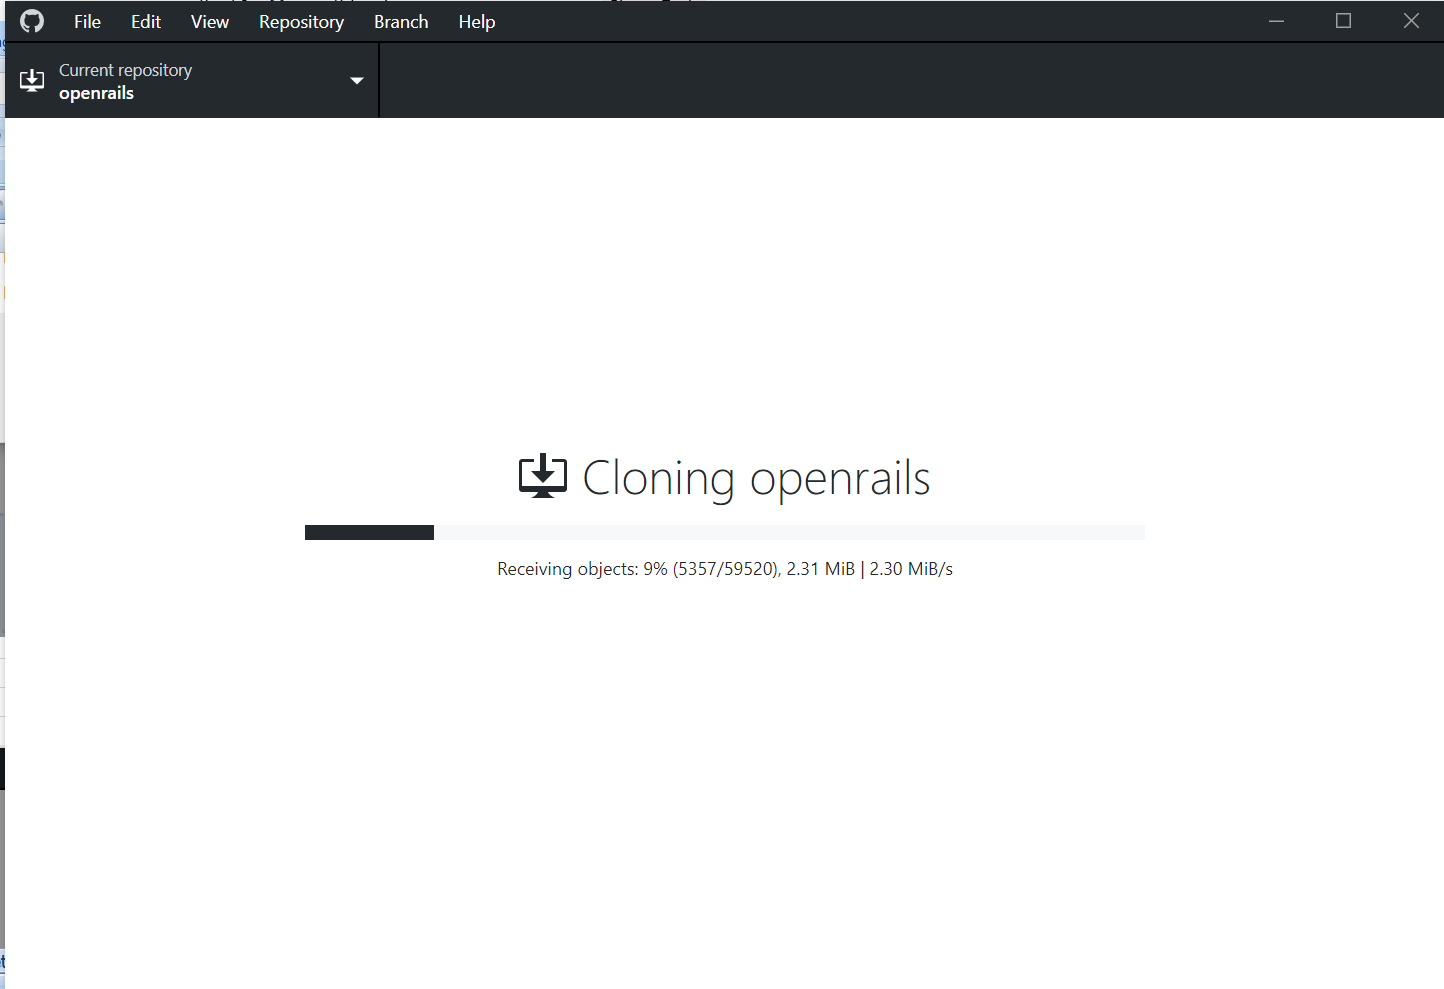 File Edit View Repository Branch Help
Current repository
openrails
Cloning openrails
Receiving objects: 9% (5357/59520), 2.31 MiB | 2.30 MiB/s